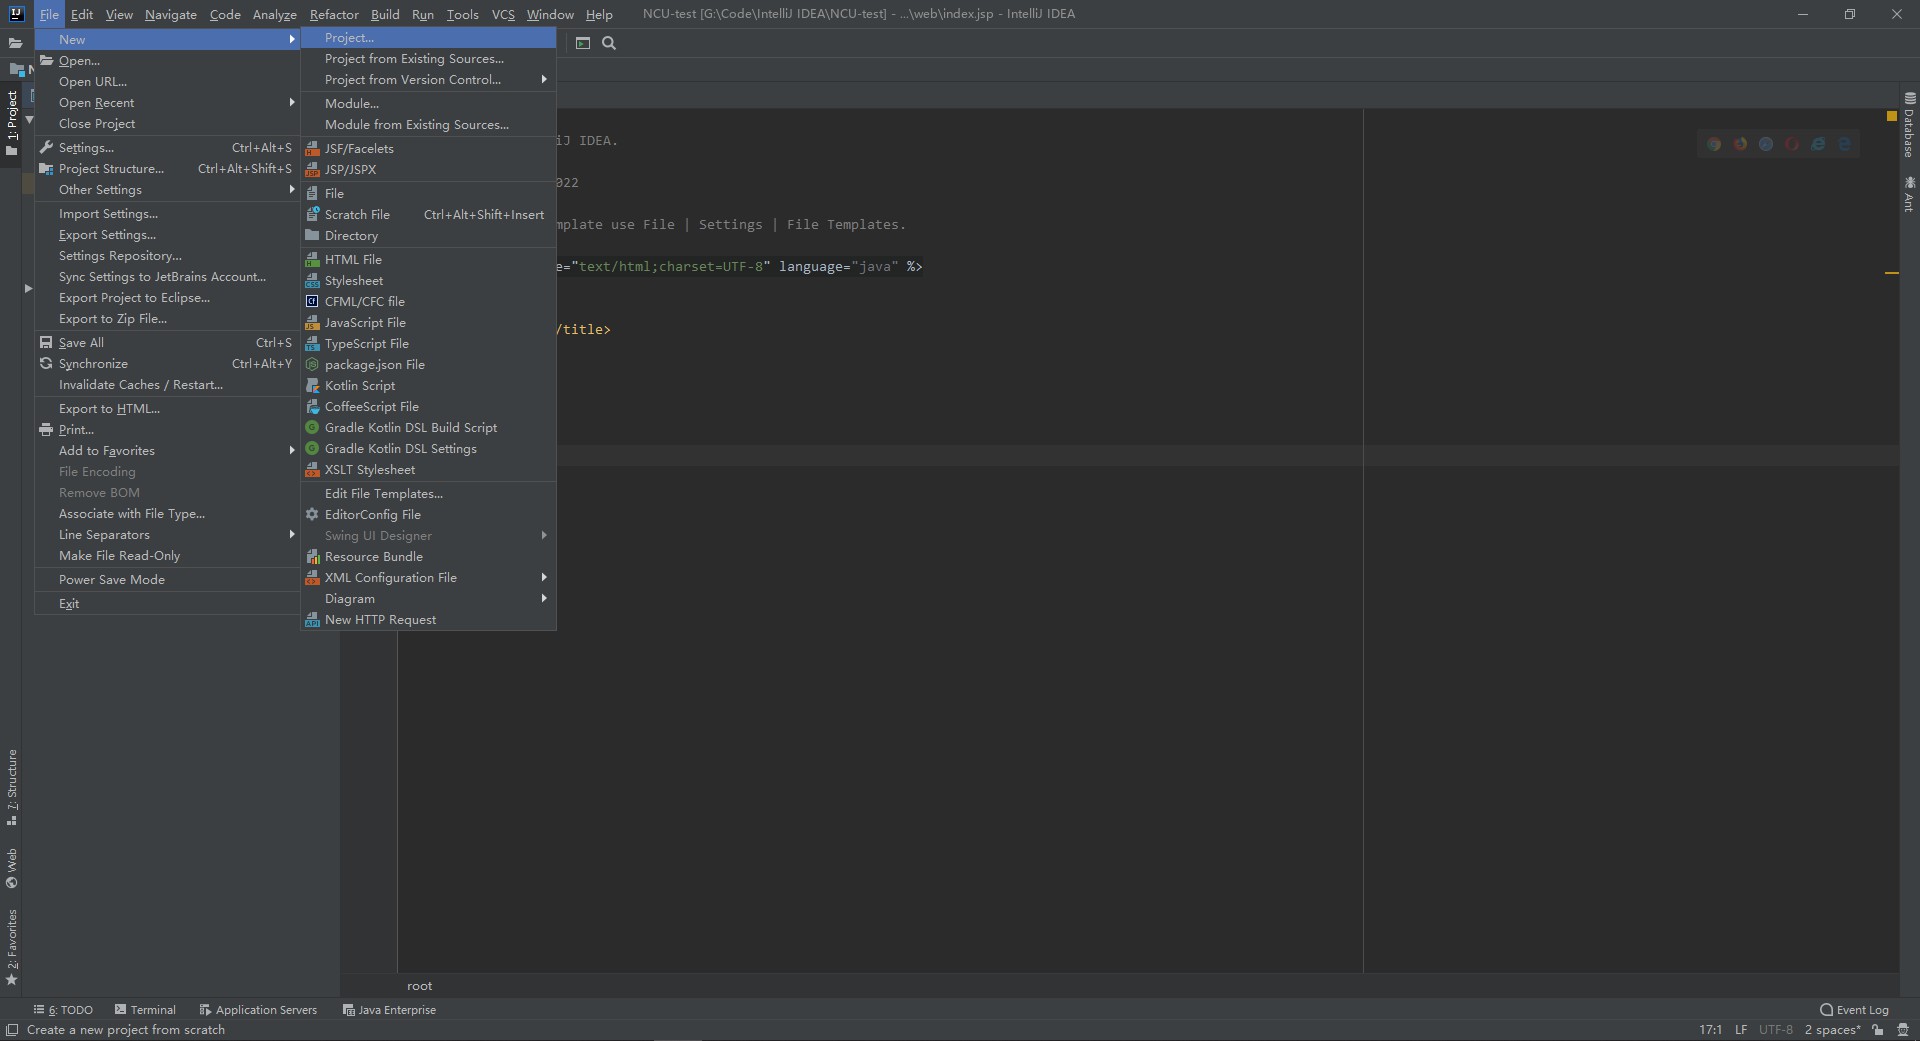 File Edit View Navigate Code Analyze Refactor Build Run Tools VCS Window Help NCU-test [G:\Code\IntelliJ IDEA\NCU-test] - ...\web\index.jsp - IntelliJ IDEA
New
Open...
Open URL...
Open Recent
Close Project
Settings... Ctrl+Alt+S
Project Structure... Ctrl+Alt+Shift+S
Other Settings
Import Settings...
Export Settings...
Settings Repository...
Sync Settings to JetBrains Account...
Export Project to Eclipse...
Export to Zip File...
Save All Ctrl+S
Synchronize Ctrl+Alt+Y
Invalidate Caches / Restart...
Export to HTML...
Print...
Add to Favorites
File Encoding
Remove BOM
Associate with File Type...
Line Separators
Make File Read-Only
Power Save Mode
Exit
Project...
Project from Existing Sources...
Project from Version Control...
Module...
Module from Existing Sources...
JSF/Facelets
JSP/JSPX
File
Scratch File Ctrl+Alt+Shift+Insert
Directory
HTML File
Stylesheet
CFML/CFC file
JavaScript File
TypeScript File
package.json File
Kotlin Script
CoffeeScript File
Gradle Kotlin DSL Build Script
Gradle Kotlin DSL Settings
XSLT Stylesheet
Edit File Templates...
EditorConfig File
Swing UI Designer
Resource Bundle
XML Configuration File
Diagram
New HTTP Request
iJ IDEA.
022
mplate use File | Settings | File Templates.
e="text/html;charset=UTF-8" language="java" %>
/title>
root
1: Project
7: Structure
Web
2: Favorites
Database
Ant
6: TODO Terminal Application Servers Java Enterprise Event Log
Create a new project from scratch 17:1 LF UTF-8 2 spaces*